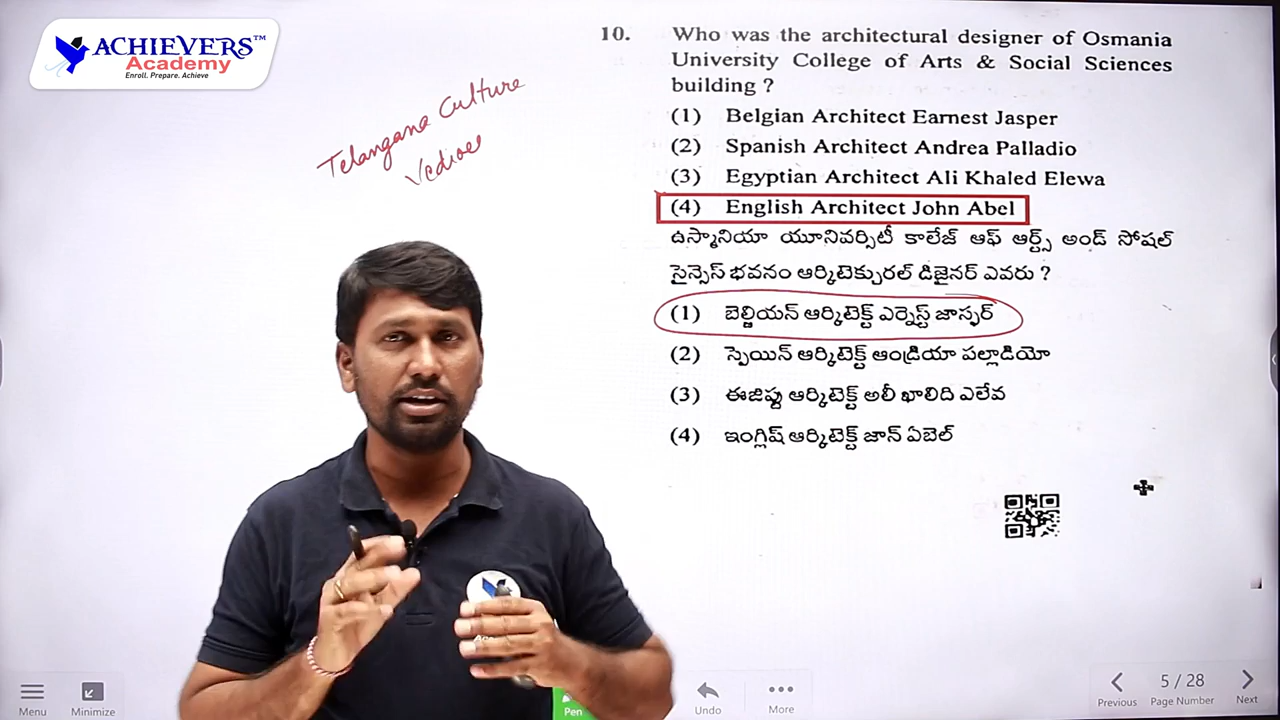 ACHIEVERS™
Academy
Enroll. Prepare. Achieve
Telangana Culture
Vedioes
10. Who was the architectural designer of Osmania
University College of Arts & Social Sciences
building ?
(1) Belgian Architect Earnest Jasper
(2) Spanish Architect Andrea Palladio
(3) Egyptian Architect Ali Khaled Elewa
(4) English Architect John Abel
ఉస్మానియా యూనివర్సిటీ కాలేజ్ ఆఫ్ ఆర్ట్స్ అండ్ సోషల్
సైన్సెస్ భవనం ఆర్కిటెక్చురల్ డిజైనర్ ఎవరు ?
(1) బెల్జియన్ ఆర్కిటెక్ట్ ఎర్నెస్ట్ జాస్ఫర్
(2) స్పెయిన్ ఆర్కిటెక్ట్ ఆండ్రియా పల్లాడియో
(3) ఈజిప్టు ఆర్కిటెక్ట్ అలీ ఖాలిది ఎలేవ
(4) ఇంగ్లిష్ ఆర్కిటెక్ట్ జాన్ ఏబెల్
Menu
Minimize
Pen
Undo
More
Previous
5 / 28
Page Number
Next